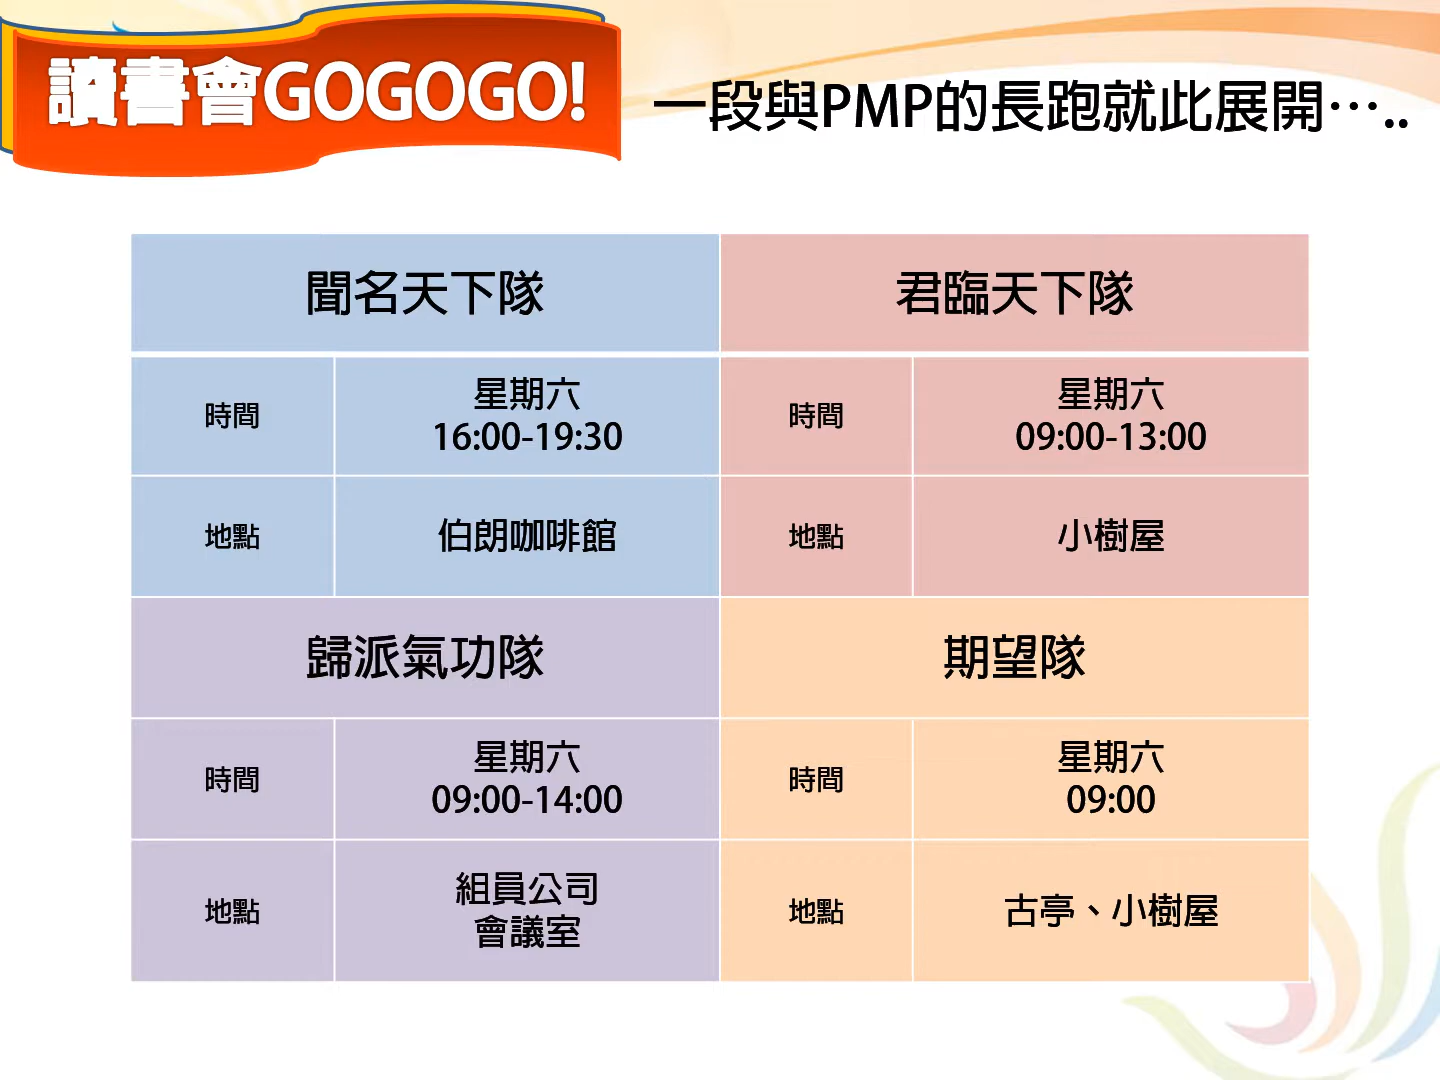 讀書會GOGOGO!
一段與PMP的長跑就此展開⋯..
聞名天下隊
君臨天下隊
時間
星期六
16:00-19:30
時間
星期六
09:00-13:00
地點
伯朗咖啡館
地點
小樹屋
歸派氣功隊
期望隊
時間
星期六
09:00-14:00
時間
星期六
09:00
地點
組員公司
會議室
地點
古亭、小樹屋